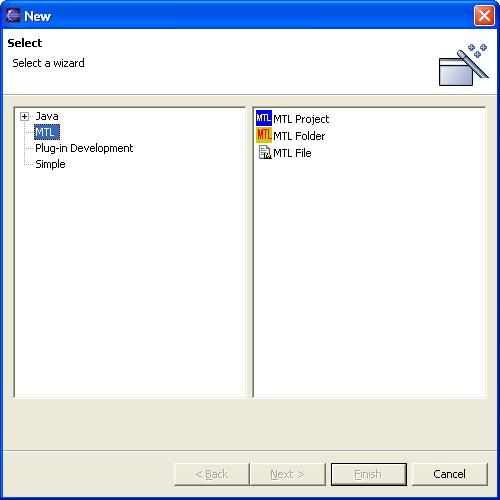 New
Select
Select a wizard
Java
MTL
Plug-in Development
Simple
MTL MTL Project
MTL MTL Folder
MTL File
< Back
Next >
Finish
Cancel